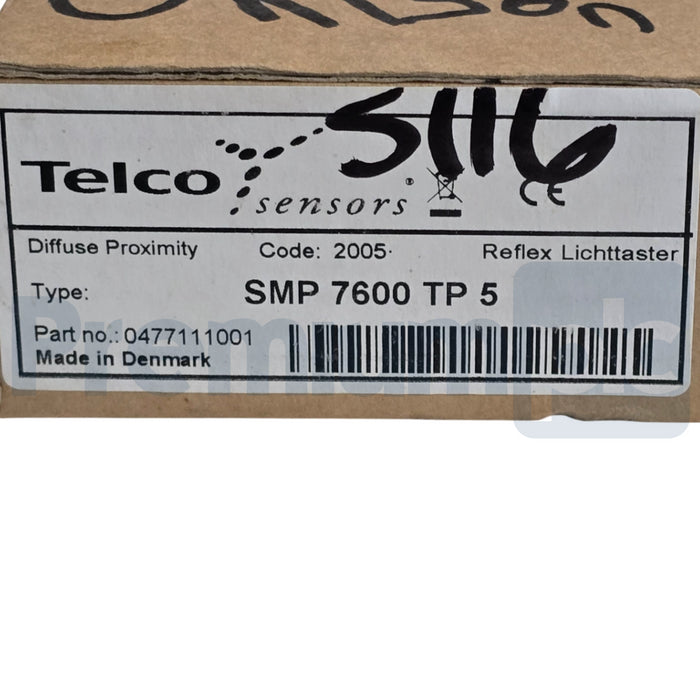 5116
Telco
sensors
CE
Diffuse Proximity Code: 2005· Reflex Lichttaster
Type: SMP 7600 TP 5
Part no.: 0477111001
Made in Denmark